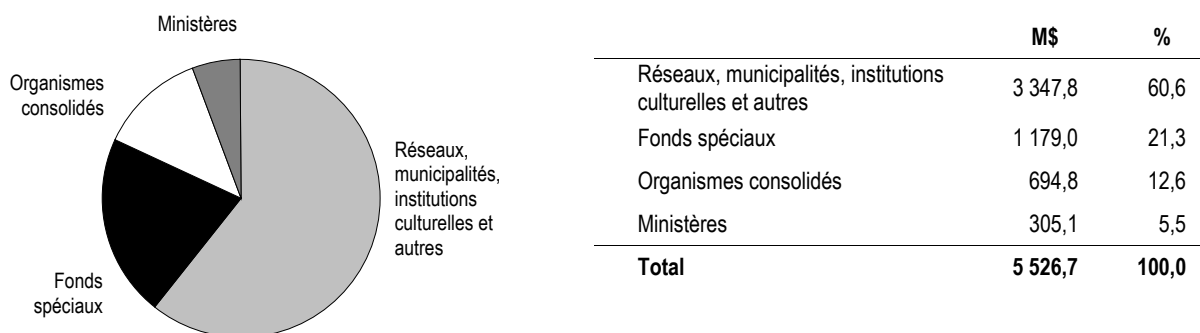 Ministères
Organismes
consolidés
Réseaux,
municipalités,
institutions
culturelles et
autres
Fonds
spéciaux
M$ %
Réseaux, municipalités, institutions
culturelles et autres 3 347,8 60,6
Fonds spéciaux 1 179,0 21,3
Organismes consolidés 694,8 12,6
Ministères 305,1 5,5
Total 5 526,7 100,0